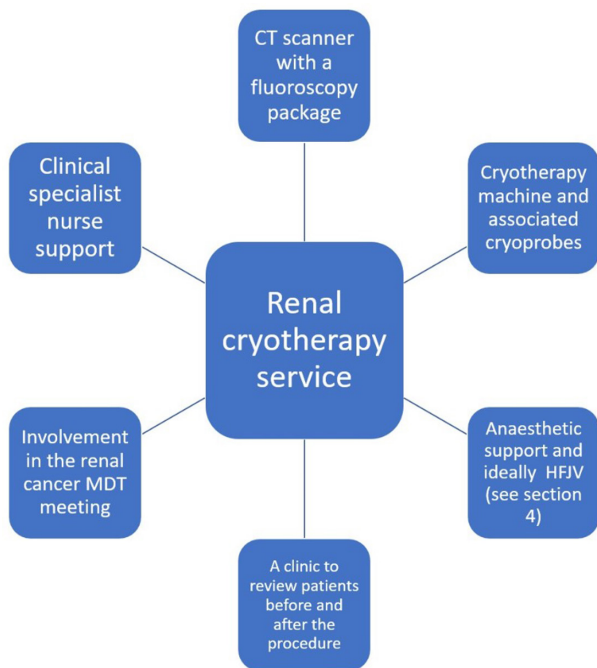 CT scanner
with a
fluoroscopy
package
Clinical
specialist
nurse
support
Cryotherapy
machine and
associated
cryoprobes
Renal
cryotherapy
service
Involvement
in the renal
cancer MDT
meeting
Anaesthetic
support and
ideally HFJV
(see section
4)
A clinic to
review patients
before and
after the
procedure